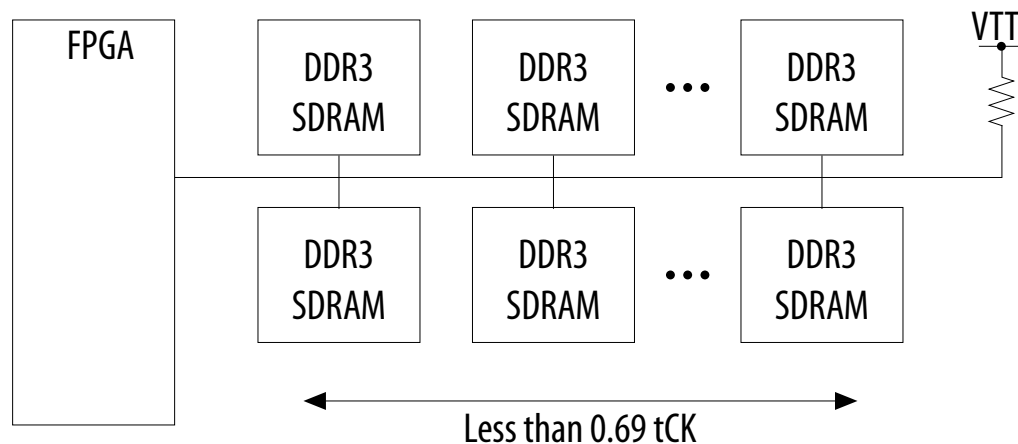 FPGA
DDR3
SDRAM
DDR3
SDRAM
•••
DDR3
SDRAM
VTT
DDR3
SDRAM
DDR3
SDRAM
•••
DDR3
SDRAM
Less than 0.69 tCK